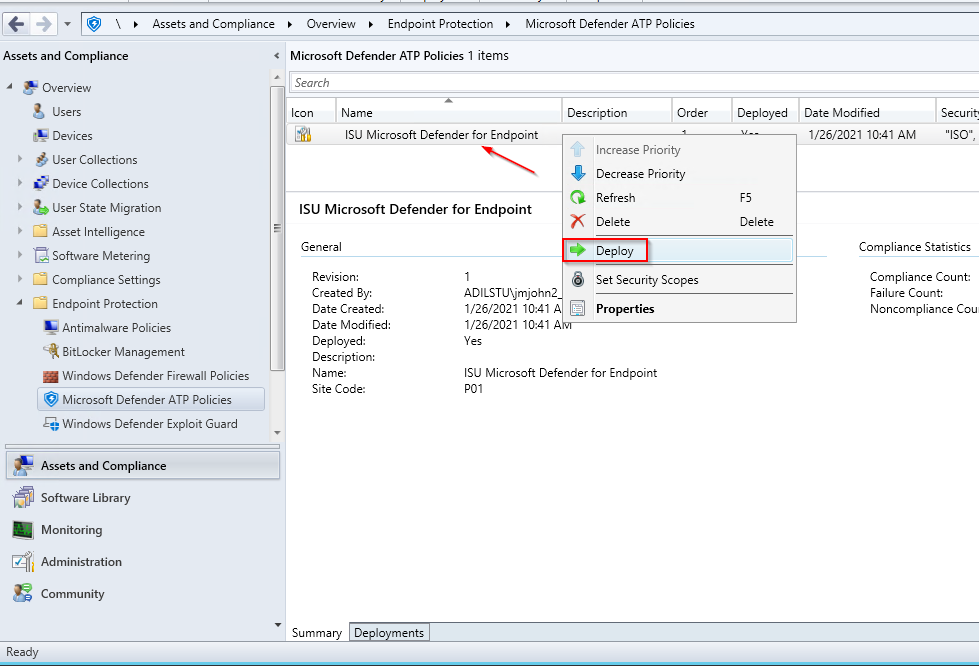 \ Assets and Compliance Overview Endpoint Protection Microsoft Defender ATP Policies
Assets and Compliance
Overview
Users
Devices
User Collections
Device Collections
User State Migration
Asset Intelligence
Software Metering
Compliance Settings
Endpoint Protection
Antimalware Policies
BitLocker Management
Windows Defender Firewall Policies
Microsoft Defender ATP Policies
Windows Defender Exploit Guard
Assets and Compliance
Software Library
Monitoring
Administration
Community
Microsoft Defender ATP Policies 1 items
Search
Icon Name Description Order Deployed Date Modified Security
ISU Microsoft Defender for Endpoint 1 Yes 1/26/2021 10:41 AM "ISO",
Increase Priority
Decrease Priority
Refresh F5
Delete Delete
Deploy
Set Security Scopes
Properties
ISU Microsoft Defender for Endpoint
General
Revision: 1
Created By: ADILSTU\jmjohn2_
Date Created: 1/26/2021 10:41 A
Date Modified: 1/26/2021 10:41 AM
Deployed: Yes
Description:
Name: ISU Microsoft Defender for Endpoint
Site Code: P01
Compliance Statistics
Compliance Count:
Failure Count:
Noncompliance Cou
Summary Deployments
Ready